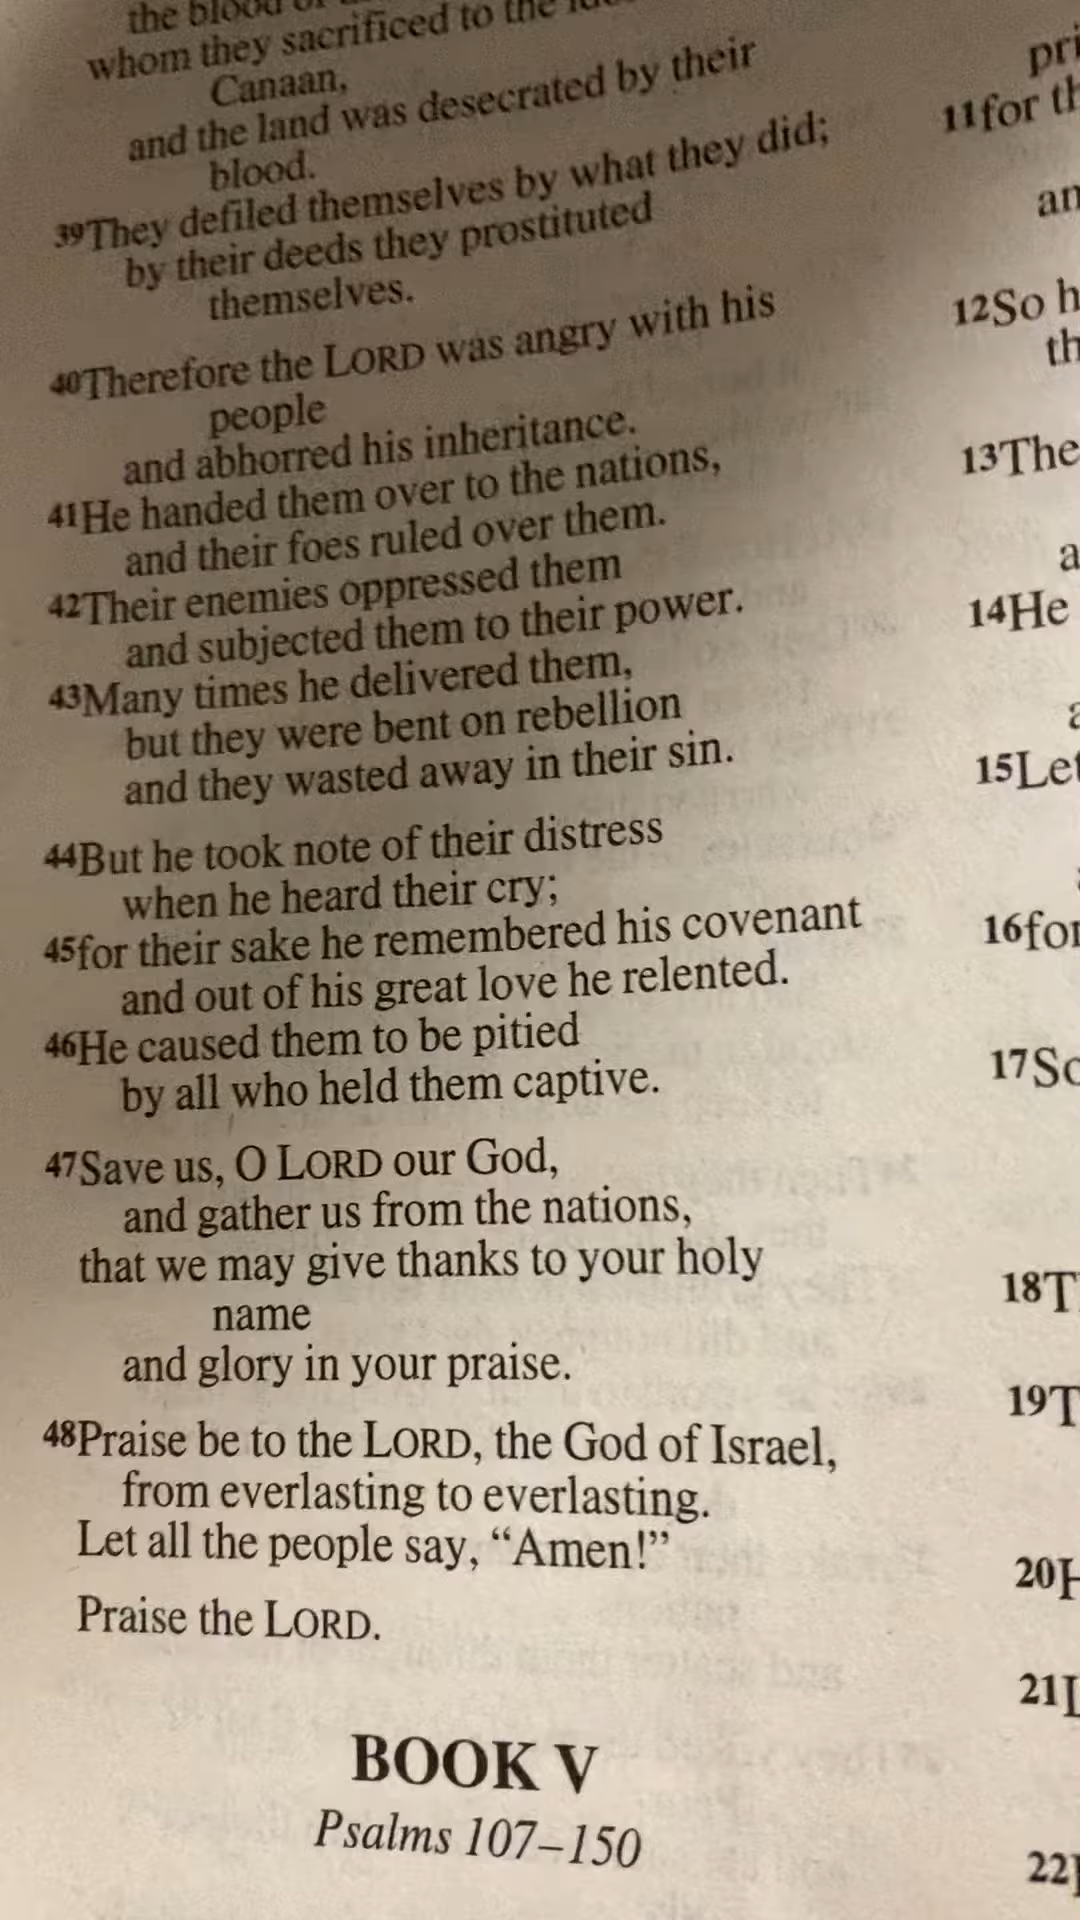 the blood
whom they sacrificed to the
Canaan,
and the land was desecrated by their
blood.
39They defiled themselves by what they did;
by their deeds they prostituted
themselves.
40Therefore the LORD was angry with his
people
and abhorred his inheritance.
41He handed them over to the nations,
and their foes ruled over them.
42Their enemies oppressed them
and subjected them to their power.
43Many times he delivered them,
but they were bent on rebellion
and they wasted away in their sin.
44But he took note of their distress
when he heard their cry;
45for their sake he remembered his covenant
and out of his great love he relented.
46He caused them to be pitied
by all who held them captive.
47Save us, O LORD our God,
and gather us from the nations,
that we may give thanks to your holy
name
and glory in your praise.
48Praise be to the LORD, the God of Israel,
from everlasting to everlasting.
Let all the people say, “Amen!”
Praise the LORD.
BOOK V
Psalms 107–150
11for
12So
13The
14He
15Let
16for
17So
18
19
20
21
22